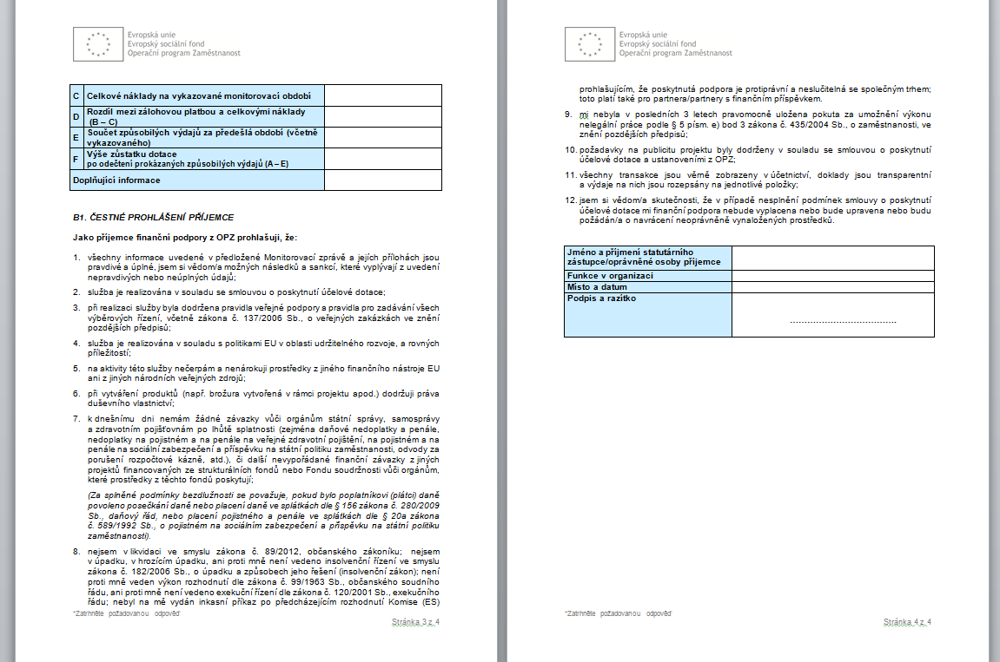 Evropská unie
Evropský sociální fond
Operační program Zaměstnanost
C Celkové náklady na vykazované monitorovací období
D Rozdíl mezi zálohovou platbou a celkovými náklady
(B – C)
E Součet způsobilých výdajů za předešlá období (včetně
vykazovaného)
F Výše zůstatku dotace
po odečtení prokázaných způsobilých výdajů (A – E)
Doplňující informace
B1. ČESTNÉ PROHLÁŠENÍ PŘÍJEMCE
Jako příjemce finanční podpory z OPZ prohlašuji, že:
1. všechny informace uvedené v předložené Monitorovací zprávě a jejích přílohách jsou
pravdivé a úplné, jsem si vědom/a možných následků a sankcí, které vyplývají z uvedení
nepravdivých nebo neúplných údajů;
2. služba je realizována v souladu se smlouvou o poskytnutí účelové dotace;
3. při realizaci služby byla dodržena pravidla veřejné podpory a pravidla pro zadávání všech
výběrových řízení, včetně zákona č. 137/2006 Sb., o veřejných zakázkách ve znění
pozdějších předpisů;
4. služba je realizována v souladu s politikami EU v oblasti udržitelného rozvoje, a rovných
příležitostí;
5. na aktivity této služby nečerpám a nenárokuji prostředky z jiného finančního nástroje EU
ani z jiných národních veřejných zdrojů;
6. při vytváření produktů (např. brožura vytvořená v rámci projektu apod.) dodržuji práva
duševního vlastnictví;
7. k dnešnímu dni nemám žádné závazky vůči orgánům státní správy, samosprávy
a zdravotním pojišťovnám po lhůtě splatnosti (zejména daňové nedoplatky a penále,
nedoplatky na pojistném a na penále na veřejné zdravotní pojištění, na pojistném a na
penále na sociální zabezpečení a příspěvku na státní politiku zaměstnanosti, odvody za
porušení rozpočtové kázně, atd.), či další nevypořádané finanční závazky z jiných
projektů financovaných ze strukturálních fondů nebo Fondu soudržnosti vůči orgánům,
které prostředky z těchto fondů poskytují;
(Za splněné podmínky bezdlužnosti se považuje, pokud bylo poplatníkovi (plátci) daně
povoleno posečkání daně nebo placení daně ve splátkách dle § 156 zákona č. 280/2009
Sb., daňový řád, nebo placení pojistného a penále ve splátkách dle § 20a zákona
č. 589/1992 Sb., o pojistném na sociálním zabezpečení a příspěvku na státní politiku
zaměstnanosti).
8. nejsem v likvidaci ve smyslu zákona č. 89/2012, občanského zákoníku; nejsem
v úpadku, v hrozícím úpadku, ani proti mně není vedeno insolvenční řízení ve smyslu
zákona č. 182/2006 Sb., o úpadku a způsobech jeho řešení (insolvenční zákon); není
proti mně veden výkon rozhodnutí dle zákona č. 99/1963 Sb., občanského soudního
řádu, ani proti mně není vedeno exekuční řízení dle zákona č. 120/2001 Sb., exekučního
řádu; nebyl na mě vydán inkasní příkaz po předcházejícím rozhodnutí Komise (ES)
*Zatrhněte požadovanou odpověď
Stránka 3 z 4
Evropská unie
Evropský sociální fond
Operační program Zaměstnanost
prohlašujícím, že poskytnutá podpora je protiprávní a neslučitelná se společným trhem;
toto platí také pro partnera/partnery s finančním příspěvkem.
9. mi nebyla v posledních 3 letech pravomocně uložena pokuta za umožnění výkonu
nelegální práce podle § 5 písm. e) bod 3 zákona č. 435/2004 Sb., o zaměstnanosti, ve
znění pozdějších předpisů;
10. požadavky na publicitu projektu byly dodrženy v souladu se smlouvou o poskytnutí
účelové dotace a ustanoveními z OPZ;
11. všechny transakce jsou věrně zobrazeny v účetnictví, doklady jsou transparentní
a výdaje na nich jsou rozepsány na jednotlivé položky;
12. jsem si vědom/a skutečnosti, že v případě nesplnění podmínek smlouvy o poskytnutí
účelové dotace mi finanční podpora nebude vyplacena nebo bude upravena nebo budu
požádán/a o navrácení neoprávněně vynaložených prostředků.
Jméno a příjmení statutárního
zástupce/oprávněné osoby příjemce
Funkce v organizaci
Místo a datum
Podpis a razítko
.....................................
*Zatrhněte požadovanou odpověď
Stránka 4 z 4